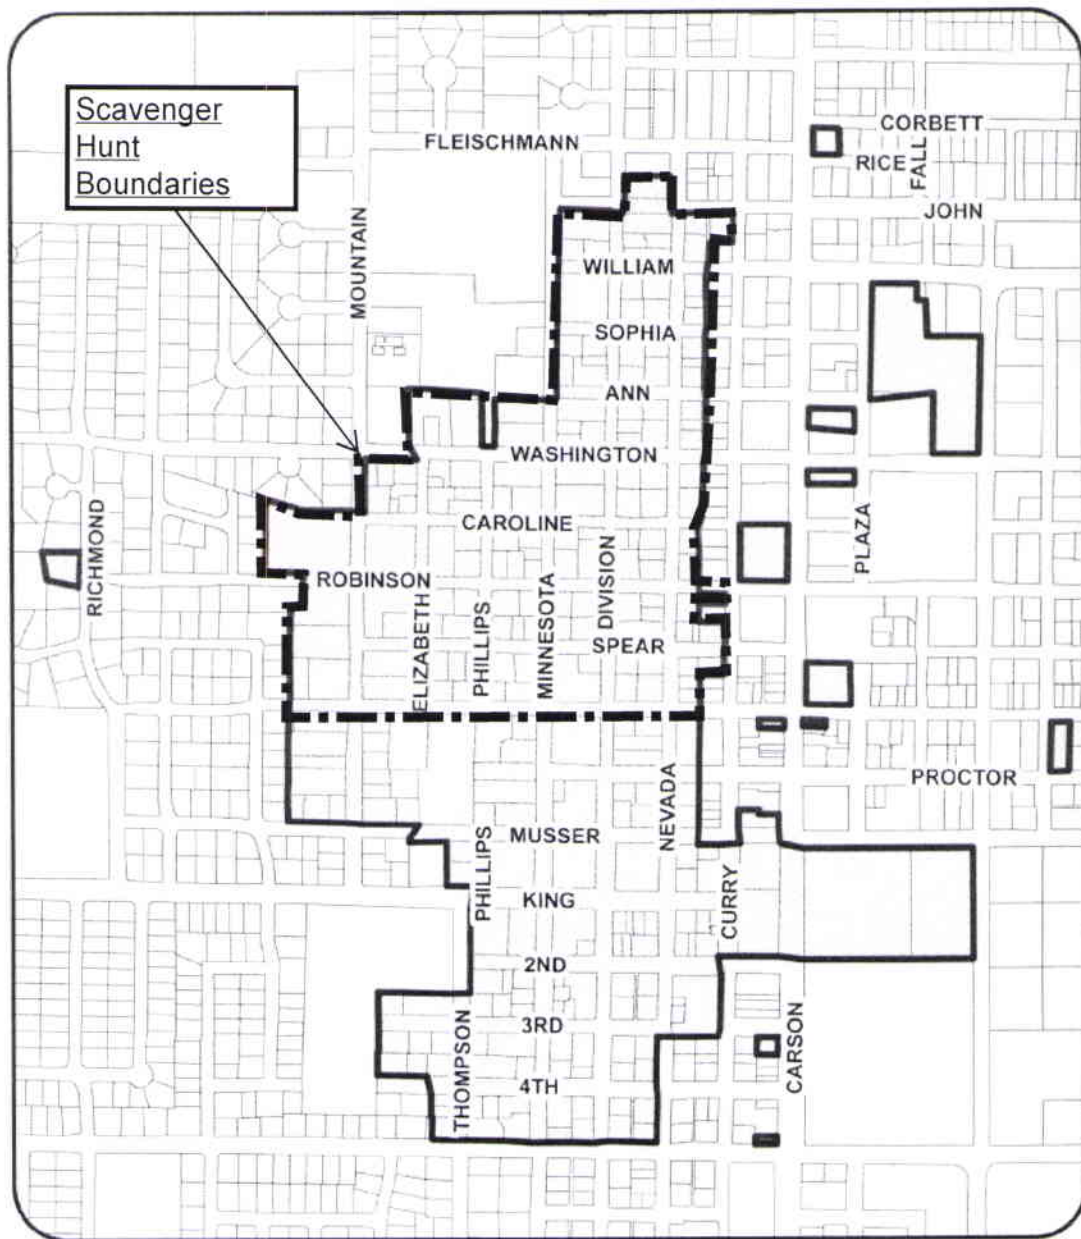 Scavenger
Hunt
Boundaries
CORBETT
FLEISCHMANN
RICE
FALL
JOHN
MOUNTAIN
WILLIAM
SOPHIA
ANN
WASHINGTON
RICHMOND
CAROLINE
PLAZA
DIVISION
ROBINSON
ELIZABETH
PHILLIPS
MINNESOTA
SPEAR
PROCTOR
NEVADA
MUSSER
PHILLIPS
KING
CURRY
2ND
3RD
THOMPSON
CARSON
4TH